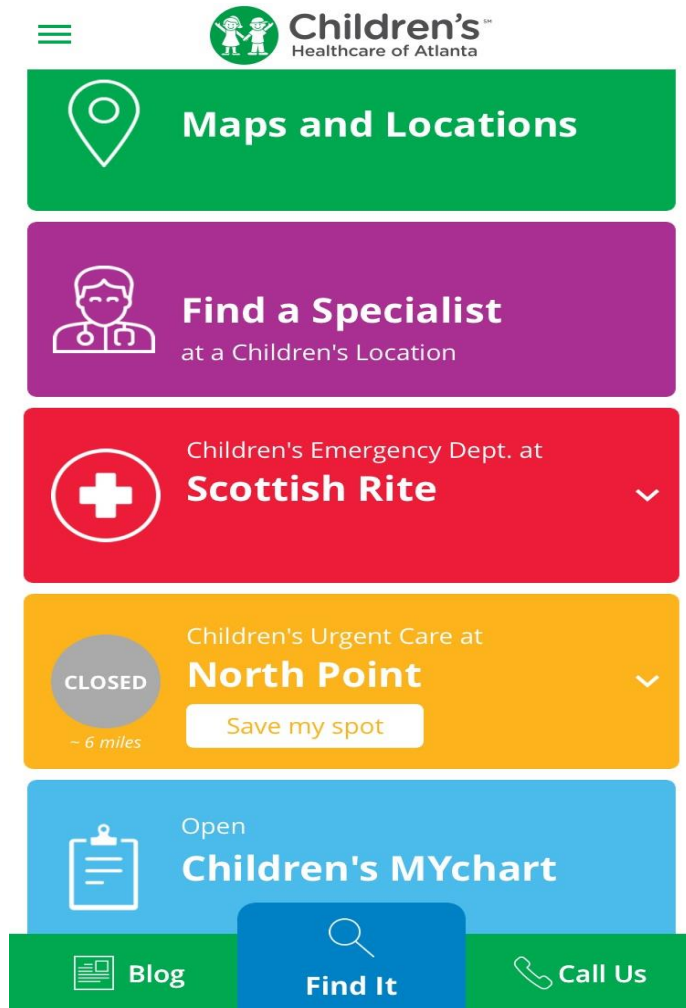 Children's℠
Healthcare of Atlanta
Maps and Locations
Find a Specialist
at a Children's Location
Children's Emergency Dept. at
Scottish Rite
Children's Urgent Care at
CLOSED
North Point
Save my spot
~ 6 miles
Open
Children's MYchart
Blog
Find It
Call Us